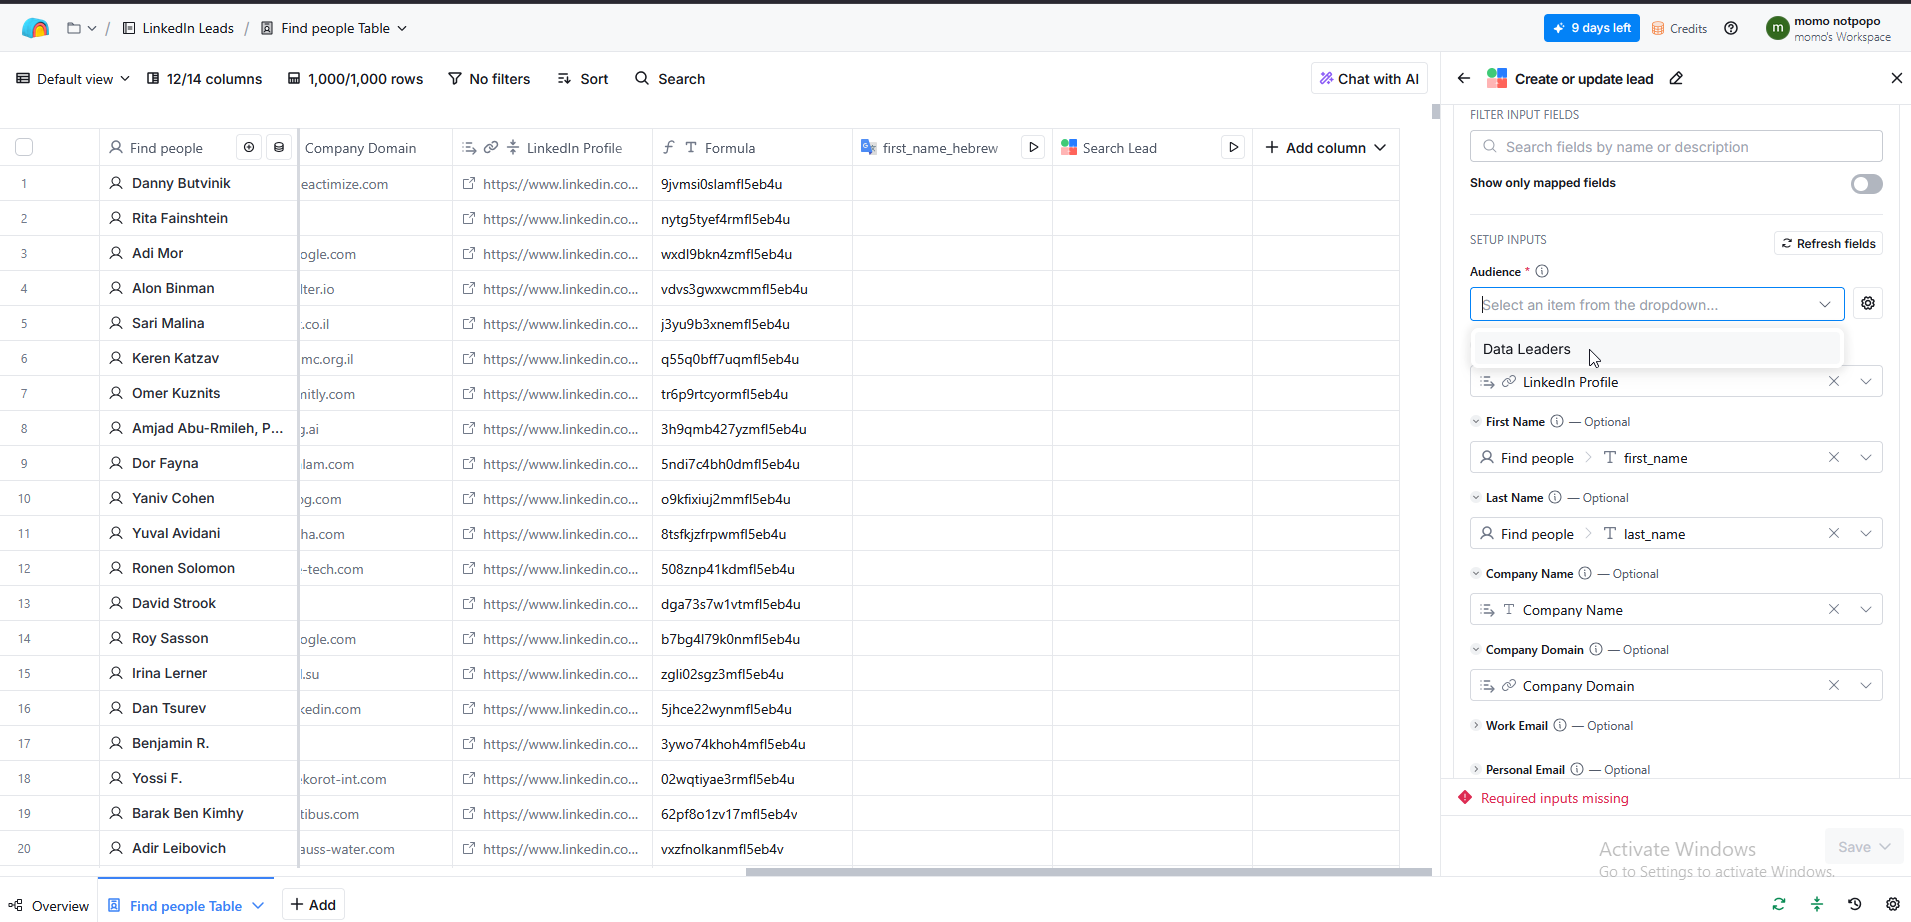 LinkedIn Leads / Find people Table
9 days left
Credits
m
momo notpopo
momo's Workspace
Default view
12/14 columns
1,000/1,000 rows
No filters
Sort
Search
Chat with AI
Find people
Company Domain
LinkedIn Profile
Formula
first_name_hebrew
Search Lead
Add column
1 Danny Butvinik eactimize.com https://www.linkedin.co... 9jvmsi0slamfl5eb4u
2 Rita Fainshtein https://www.linkedin.co... nytg5tyef4rmfl5eb4u
3 Adi Mor ogle.com https://www.linkedin.co... wxdl9bkn4zmfl5eb4u
4 Alon Binman lter.io https://www.linkedin.co... vdvs3gwxwcmmfl5eb4u
5 Sari Malina .co.il https://www.linkedin.co... j3yu9b3xnemfl5eb4u
6 Keren Katzav mc.org.il https://www.linkedin.co... q55q0bff7uqmfl5eb4u
7 Omer Kuznits nitly.com https://www.linkedin.co... tr6p9rtcyormfl5eb4u
8 Amjad Abu-Rmileh, P... g.ai https://www.linkedin.co... 3h9qmb427yzmfl5eb4u
9 Dor Fayna lam.com https://www.linkedin.co... 5ndi7c4bh0dmfl5eb4u
10 Yaniv Cohen og.com https://www.linkedin.co... o9kfixiuj2mmfl5eb4u
11 Yuval Avidani ha.com https://www.linkedin.co... 8tsfkjzfrpwmfl5eb4u
12 Ronen Solomon -tech.com https://www.linkedin.co... 508znp41kdmfl5eb4u
13 David Strook https://www.linkedin.co... dga73s7w1vtmfl5eb4u
14 Roy Sasson ogle.com https://www.linkedin.co... b7bg4l79k0nmfl5eb4u
15 Irina Lerner l.su https://www.linkedin.co... zgli02sgz3mfl5eb4u
16 Dan Tsurev kedin.com https://www.linkedin.co... 5jhce22wynmfl5eb4u
17 Benjamin R. https://www.linkedin.co... 3ywo74khoh4mfl5eb4u
18 Yossi F. ekorot-int.com https://www.linkedin.co... 02wqtiyae3rmfl5eb4u
19 Barak Ben Kimhy tibus.com https://www.linkedin.co... 62pf8o1zv17mfl5eb4v
20 Adir Leibovich auss-water.com https://www.linkedin.co... vxzfnolkanmfl5eb4v
Overview
Find people Table
Add
Create or update lead
FILTER INPUT FIELDS
Search fields by name or description
Show only mapped fields
SETUP INPUTS
Refresh fields
Audience *
Select an item from the dropdown...
Data Leaders
LinkedIn Profile
First Name — Optional
Find people > first_name
Last Name — Optional
Find people > last_name
Company Name — Optional
Company Name
Company Domain — Optional
Company Domain
Work Email — Optional
Personal Email — Optional
Required inputs missing
Save
Activate Windows
Go to Settings to activate Windows.